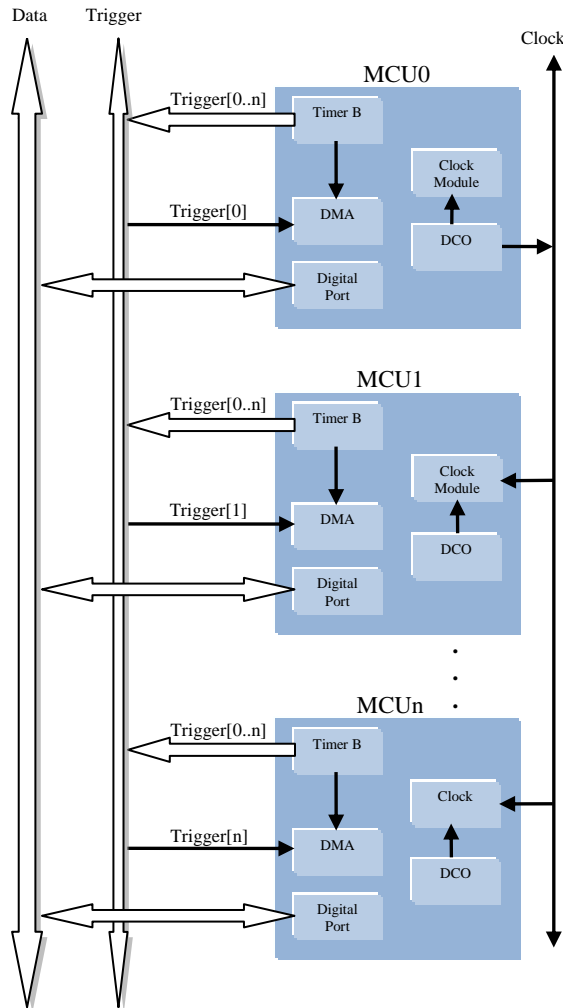 Data
Trigger
Clock
MCU0
Trigger[0..n]
Timer B
Clock
Module
Trigger[0]
DMA
DCO
Digital
Port
MCU1
Trigger[0..n]
Timer B
Clock
Module
Trigger[1]
DMA
DCO
Digital
Port
. . .
MCUn
Trigger[0..n]
Timer B
Clock
Trigger[n]
DMA
DCO
Digital
Port